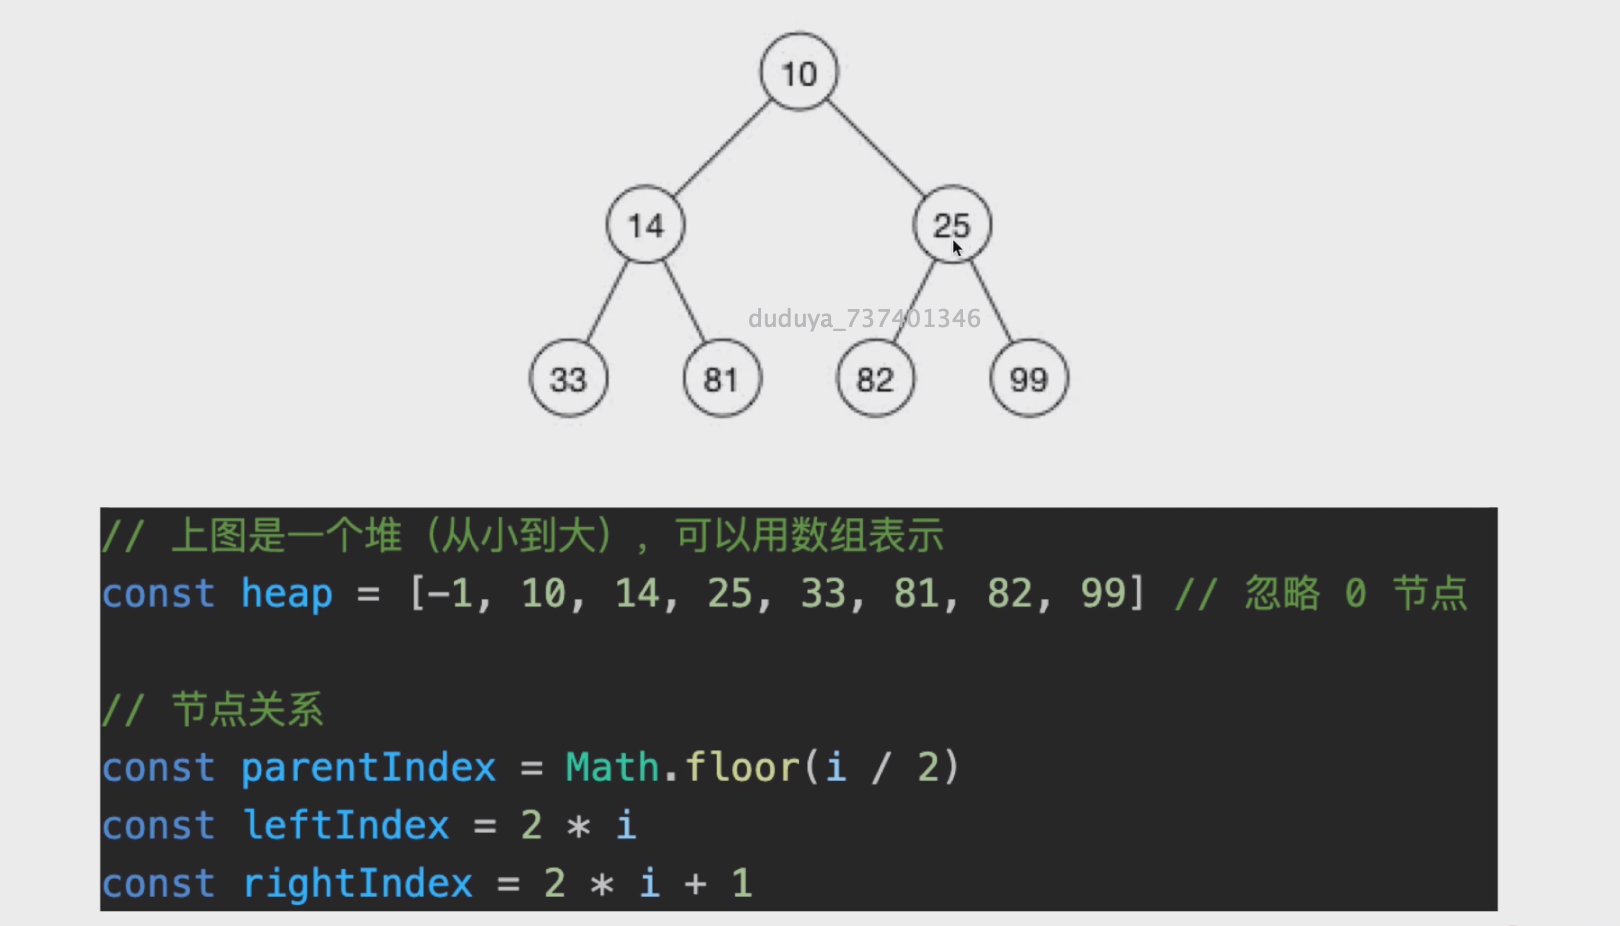 10
14 25
duduya_737401346
33 81 82 99
// 上图是一个堆（从小到大），可以用数组表示
const heap = [-1, 10, 14, 25, 33, 81, 82, 99] // 忽略 0 节点
// 节点关系
const parentIndex = Math.floor(i / 2)
const leftIndex = 2 * i
const rightIndex = 2 * i + 1